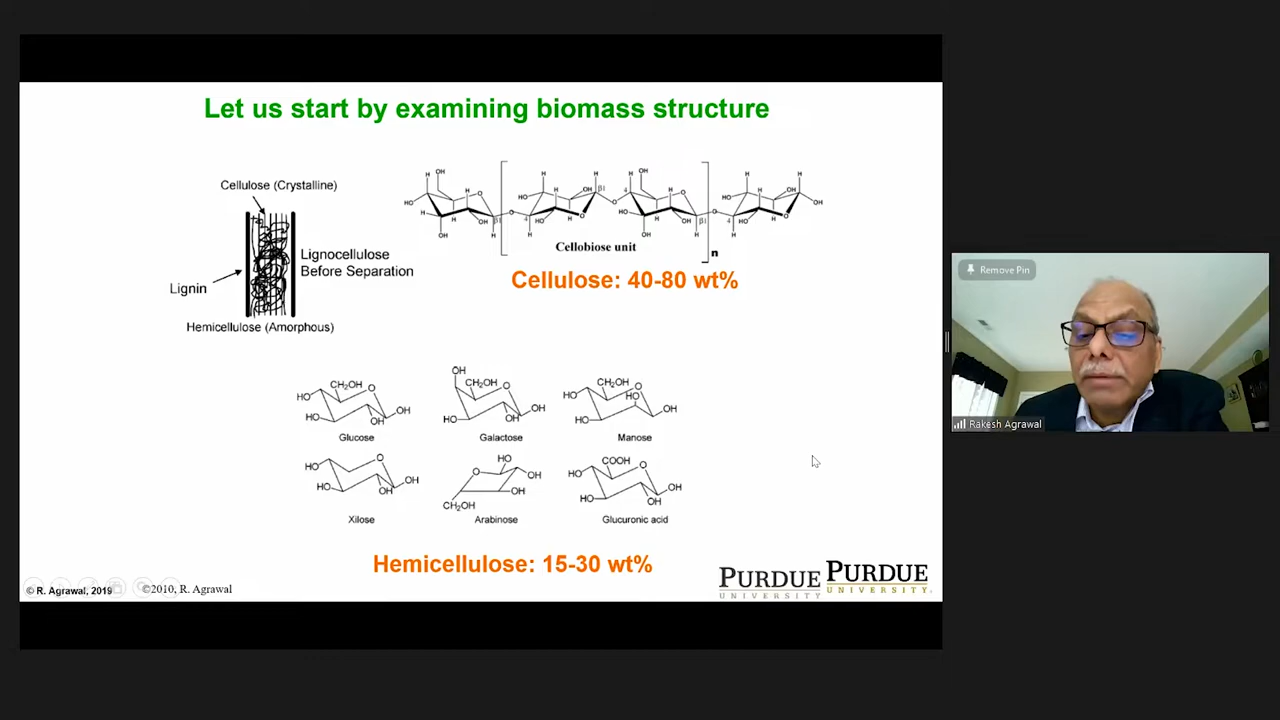 Let us start by examining biomass structure
Cellulose (Crystalline)
Lignocellulose
Before Separation
Lignin
Hemicellulose (Amorphous)
Cellobiose unit
n
Cellulose: 40-80 wt%
CH₂OH
HO
HO
OH
OH
Glucose
OH
CH₂OH
HO
OH
OH
Galactose
CH₂OH
HO
HO
HO
OH
Manose
HO
HO
OH
OH
Xilose
HO
OH
OH
CH₂OH
Arabinose
COOH
HO
HO
OH
OH
Glucuronic acid
Hemicellulose: 15-30 wt%
© R. Agrawal, 2019
©2010, R. Agrawal
PURDUE
UNIVERSITY
PURDUE
UNIVERSITY
Remove Pin
Rakesh Agrawal